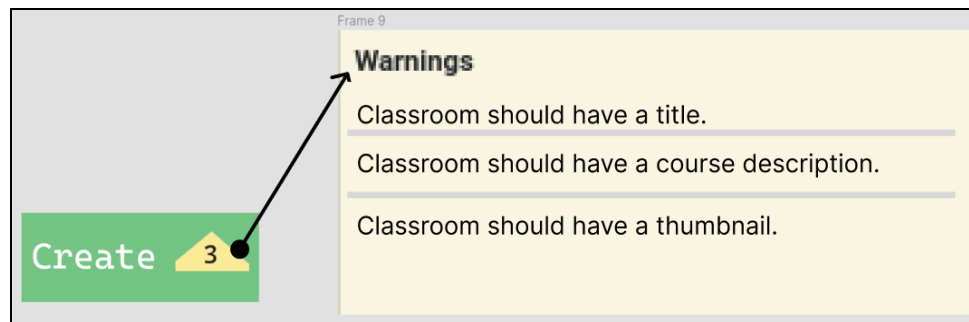 Frame 9
Warnings
Classroom should have a title.
Classroom should have a course description.
Classroom should have a thumbnail.
Create 3